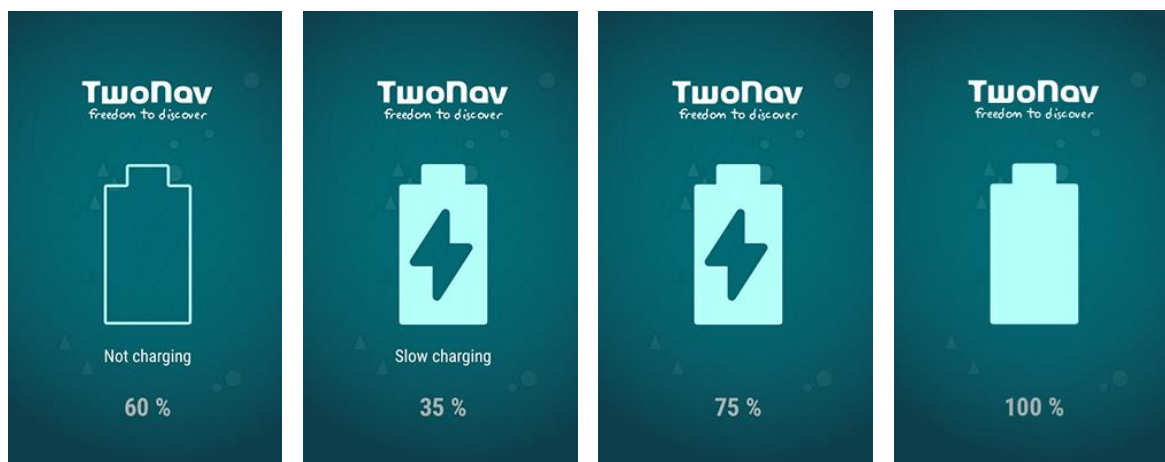 TwoNav
freedom to discover
Not charging
60 %
TwoNav
freedom to discover
Slow charging
35 %
TwoNav
freedom to discover
75 %
TwoNav
freedom to discover
100 %